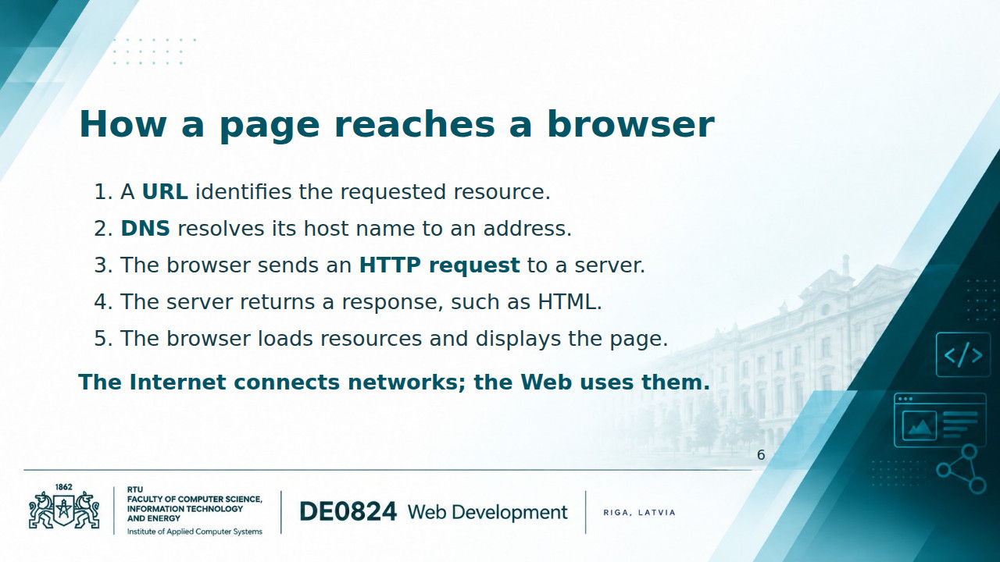 How a page reaches a browser
1. A URL identifies the requested resource.
2. DNS resolves its host name to an address.
3. The browser sends an HTTP request to a server.
4. The server returns a response, such as HTML.
5. The browser loads resources and displays the page.
The Internet connects networks; the Web uses them.
</>
6
1862
RTU
FACULTY OF COMPUTER SCIENCE,
INFORMATION TECHNOLOGY
AND ENERGY
Institute of Applied Computer Systems
DE0824 Web Development
RIGA, LATVIA